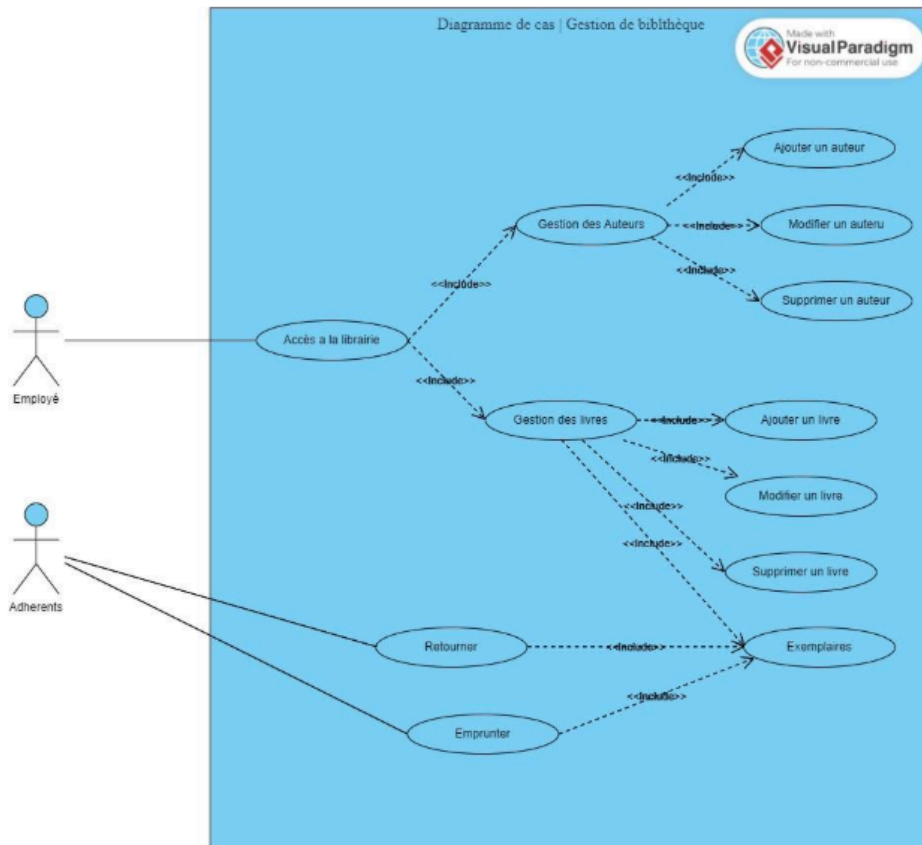 Diagramme de cas | Gestion de biblthèque
Made with
Visual Paradigm
For non-commercial use
Ajouter un auteur
<<Include>>
Gestion des Auteurs
<<Include>>
Modifier un auteru
<<Include>>
<<Include>>
Supprimer un auteur
Accès a la librairie
Employé
<<Include>>
Gestion des livres
<<Include>>
Ajouter un livre
<<Include>>
Modifier un livre
<<Include>>
<<Include>>
Supprimer un livre
Adherents
Retourner
<<Include>>
Exemplaires
<<Include>>
Emprunter